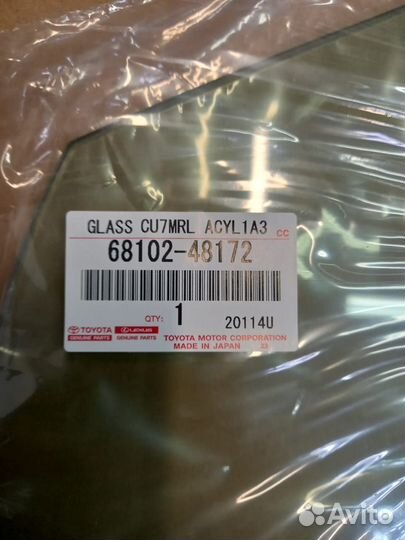 GLASS CU7MRL ACYL1A3 CC
68102-48172
QTY: 1 20114U
TOYOTA LEXUS
GENUINE PARTS GENUINE PARTS
TOYOTA MOTOR CORPORATION
MADE IN JAPAN 23
Avito